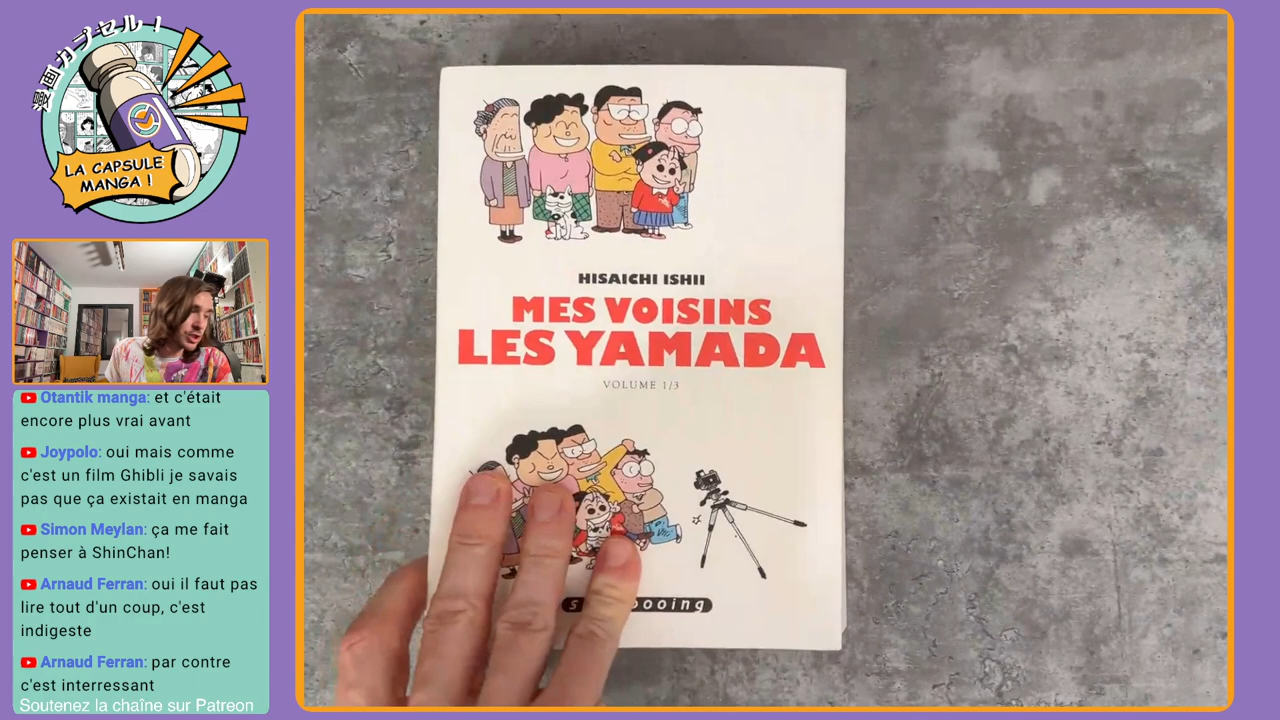 漫画カプセル！
LA CAPSULE
MANGA !
HISAICHI ISHII
MES VOISINS
LES YAMADA
VOLUME 1/3
ooing
Otantik manga: et c'était
encore plus vrai avant
Joypolo: oui mais comme
c'est un film Ghibli je savais
pas que ça existait en manga
Simon Meylan: ça me fait
penser à ShinChan!
Arnaud Ferran: oui il faut pas
lire tout d'un coup, c'est
indigeste
Arnaud Ferran: par contre
c'est interressant
Soutenez la chaîne sur Patreon